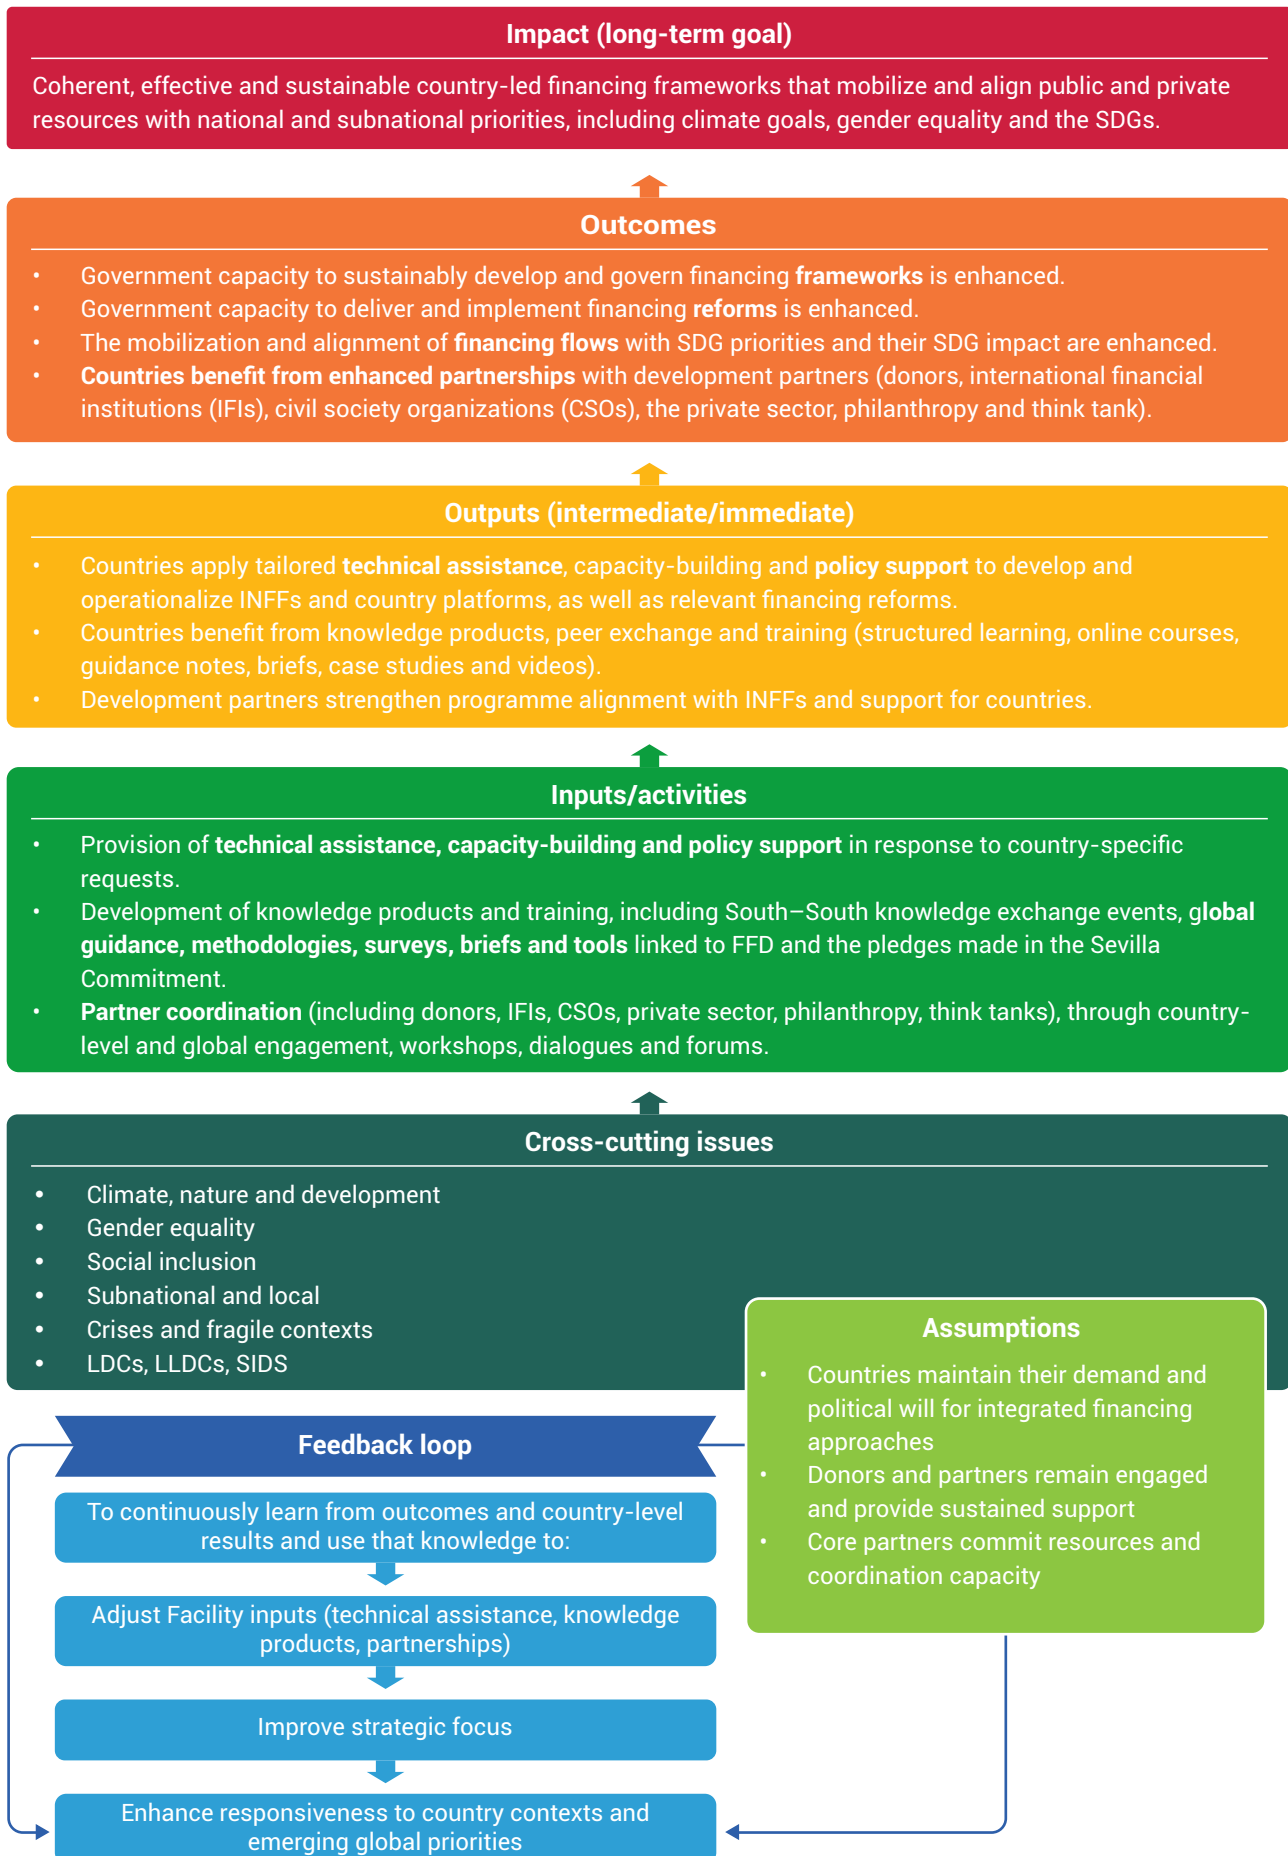 Impact (long-term goal)
Coherent, effective and sustainable country-led financing frameworks that mobilize and align public and private
resources with national and subnational priorities, including climate goals, gender equality and the SDGs.
Outcomes
• Government capacity to sustainably develop and govern financing frameworks is enhanced.
• Government capacity to deliver and implement financing reforms is enhanced.
• The mobilization and alignment of financing flows with SDG priorities and their SDG impact are enhanced.
• Countries benefit from enhanced partnerships with development partners (donors, international financial
institutions (IFIs), civil society organizations (CSOs), the private sector, philanthropy and think tank).
Outputs (intermediate/immediate)
• Countries apply tailored technical assistance, capacity-building and policy support to develop and
operationalize INFFs and country platforms, as well as relevant financing reforms.
• Countries benefit from knowledge products, peer exchange and training (structured learning, online courses,
guidance notes, briefs, case studies and videos).
• Development partners strengthen programme alignment with INFFs and support for countries.
Inputs/activities
• Provision of technical assistance, capacity-building and policy support in response to country-specific
requests.
• Development of knowledge products and training, including South–South knowledge exchange events, global
guidance, methodologies, surveys, briefs and tools linked to FFD and the pledges made in the Sevilla
Commitment.
• Partner coordination (including donors, IFIs, CSOs, private sector, philanthropy, think tanks), through country-
level and global engagement, workshops, dialogues and forums.
Cross-cutting issues
• Climate, nature and development
• Gender equality
• Social inclusion
• Subnational and local
• Crises and fragile contexts
• LDCs, LLDCs, SIDS
Assumptions
• Countries maintain their demand and
political will for integrated financing
approaches
• Donors and partners remain engaged
and provide sustained support
• Core partners commit resources and
coordination capacity
Feedback loop
To continuously learn from outcomes and country-level
results and use that knowledge to:
Adjust Facility inputs (technical assistance, knowledge
products, partnerships)
Improve strategic focus
Enhance responsiveness to country contexts and
emerging global priorities